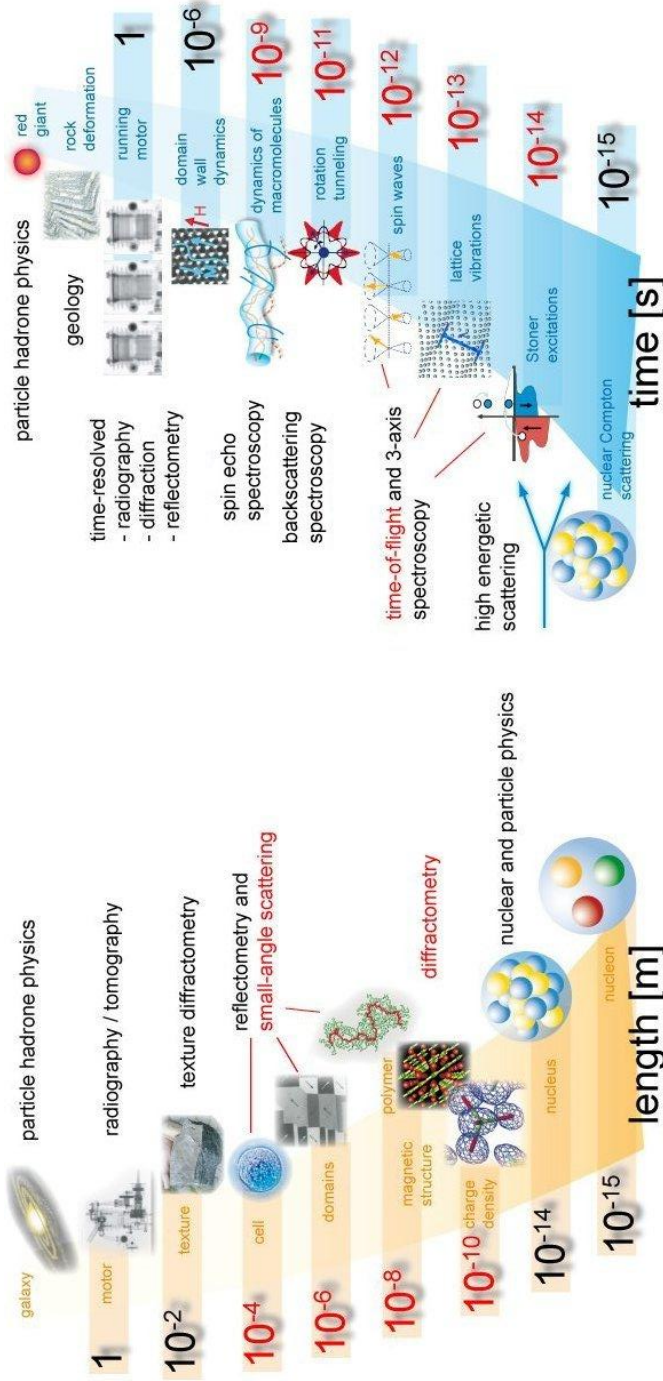 galaxy
particle hadrone physics
1
motor
radiography / tomography
10-2
texture
texture diffractometry
10-4
cell
reflectometry and
small-angle scattering
10-6
domains
10-8
polymer
magnetic
structure
diffractometry
10-10
charge
density
10-14
nucleus
nuclear and particle physics
10-15
nucleon
length [m]
particle hadrone physics
red
giant
geology
rock
deformation
time-resolved
- radiography
- diffraction
- reflectometry
running
motor
1
H
domain
wall
dynamics
10-6
spin echo
spectroscopy
dynamics of
macromolecules
10-9
backscattering
spectroscopy
rotation
tunneling
10-11
time-of-flight and 3-axis
spectroscopy
spin waves
10-12
λ
lattice
vibrations
10-13
high energetic
scattering
Stoner
excitations
10-14
nuclear Compton
scattering
10-15
time [s]